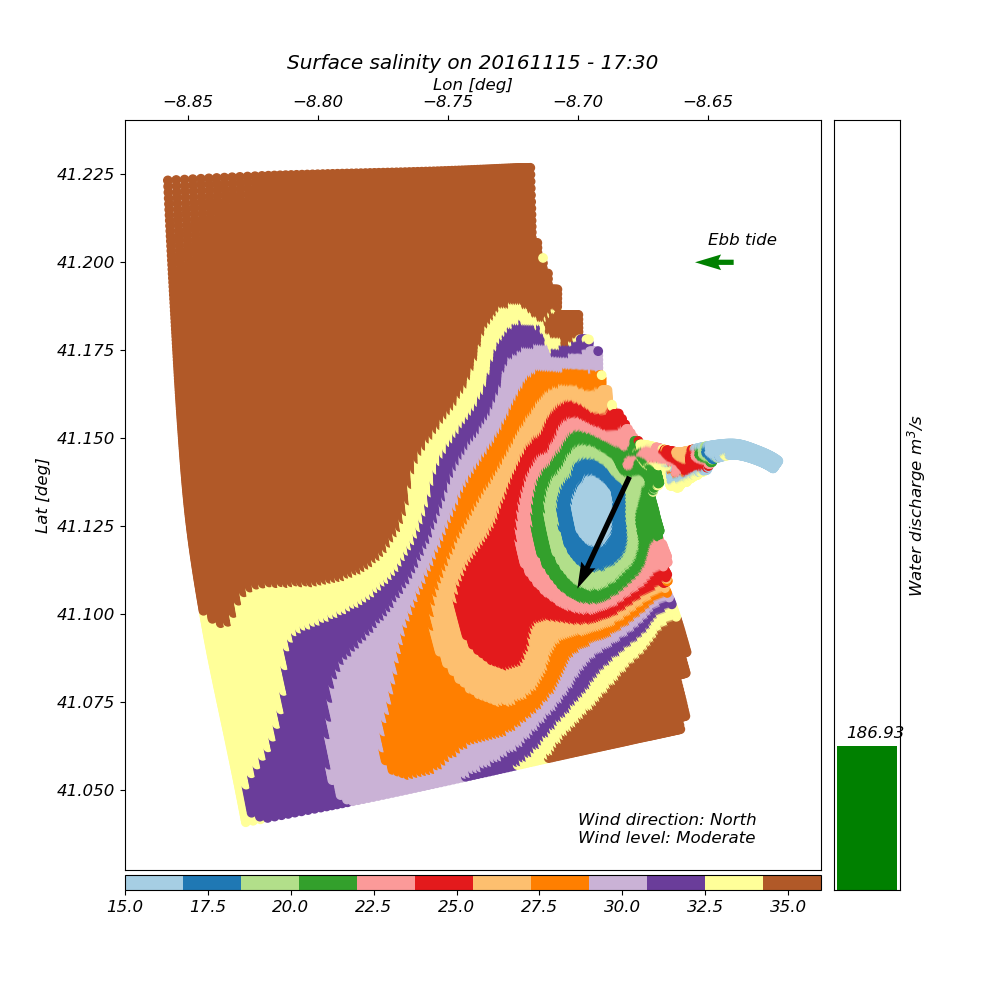 Surface salinity on 20161115 - 17:30
Lon [deg]
−8.85 −8.80 −8.75 −8.70 −8.65
41.225
41.200
41.175
41.150
41.125
41.100
41.075
41.050
Lat [deg]
Ebb tide
Wind direction: North
Wind level: Moderate
15.0 17.5 20.0 22.5 25.0 27.5 30.0 32.5 35.0
186.93
Water discharge m³/s